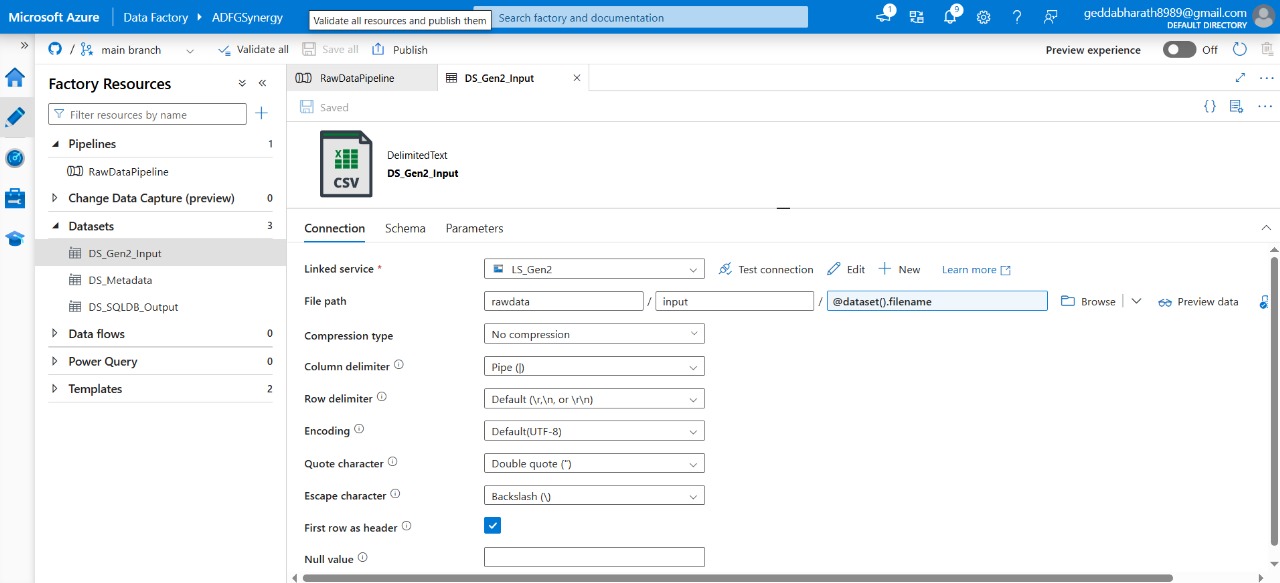 Microsoft Azure | Data Factory ▸ ADFGSynergy
Validate all resources and publish them
Search factory and documentation
1
9
geddabharath8989@gmail.com
DEFAULT DIRECTORY
/ main branch
Validate all
Save all
Publish
Preview experience
Off
Factory Resources
Filter resources by name
Pipelines 1
RawDataPipeline
Change Data Capture (preview) 0
Datasets 3
DS_Gen2_Input
DS_Metadata
DS_SQLDB_Output
Data flows 0
Power Query 0
Templates 2
RawDataPipeline
DS_Gen2_Input
Saved
{}
X
CSV
DelimitedText
DS_Gen2_Input
Connection Schema Parameters
Linked service * LS_Gen2 Test connection Edit New Learn more
File path rawdata / input / @dataset().filename Browse Preview data
Compression type No compression
Column delimiter Pipe (|)
Row delimiter Default (\r,\n, or \r\n)
Encoding Default(UTF-8)
Quote character Double quote (")
Escape character Backslash (\)
First row as header
Null value